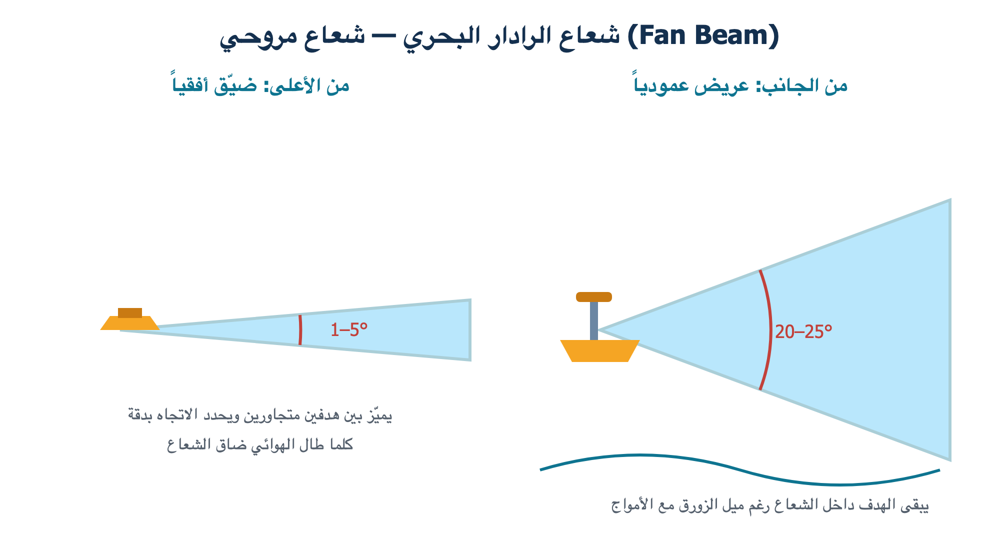 شعاع الرادار البحري — شعاع مروحي (Fan Beam)
من الجانب: عريض عمودياً
من الأعلى: ضيّق أفقياً
20–25°
1–5°
يميّز بين هدفين متجاورين ويحدد الاتجاه بدقة
كلما طال الهوائي ضاق الشعاع
يبقى الهدف داخل الشعاع رغم ميل الزورق مع الأمواج